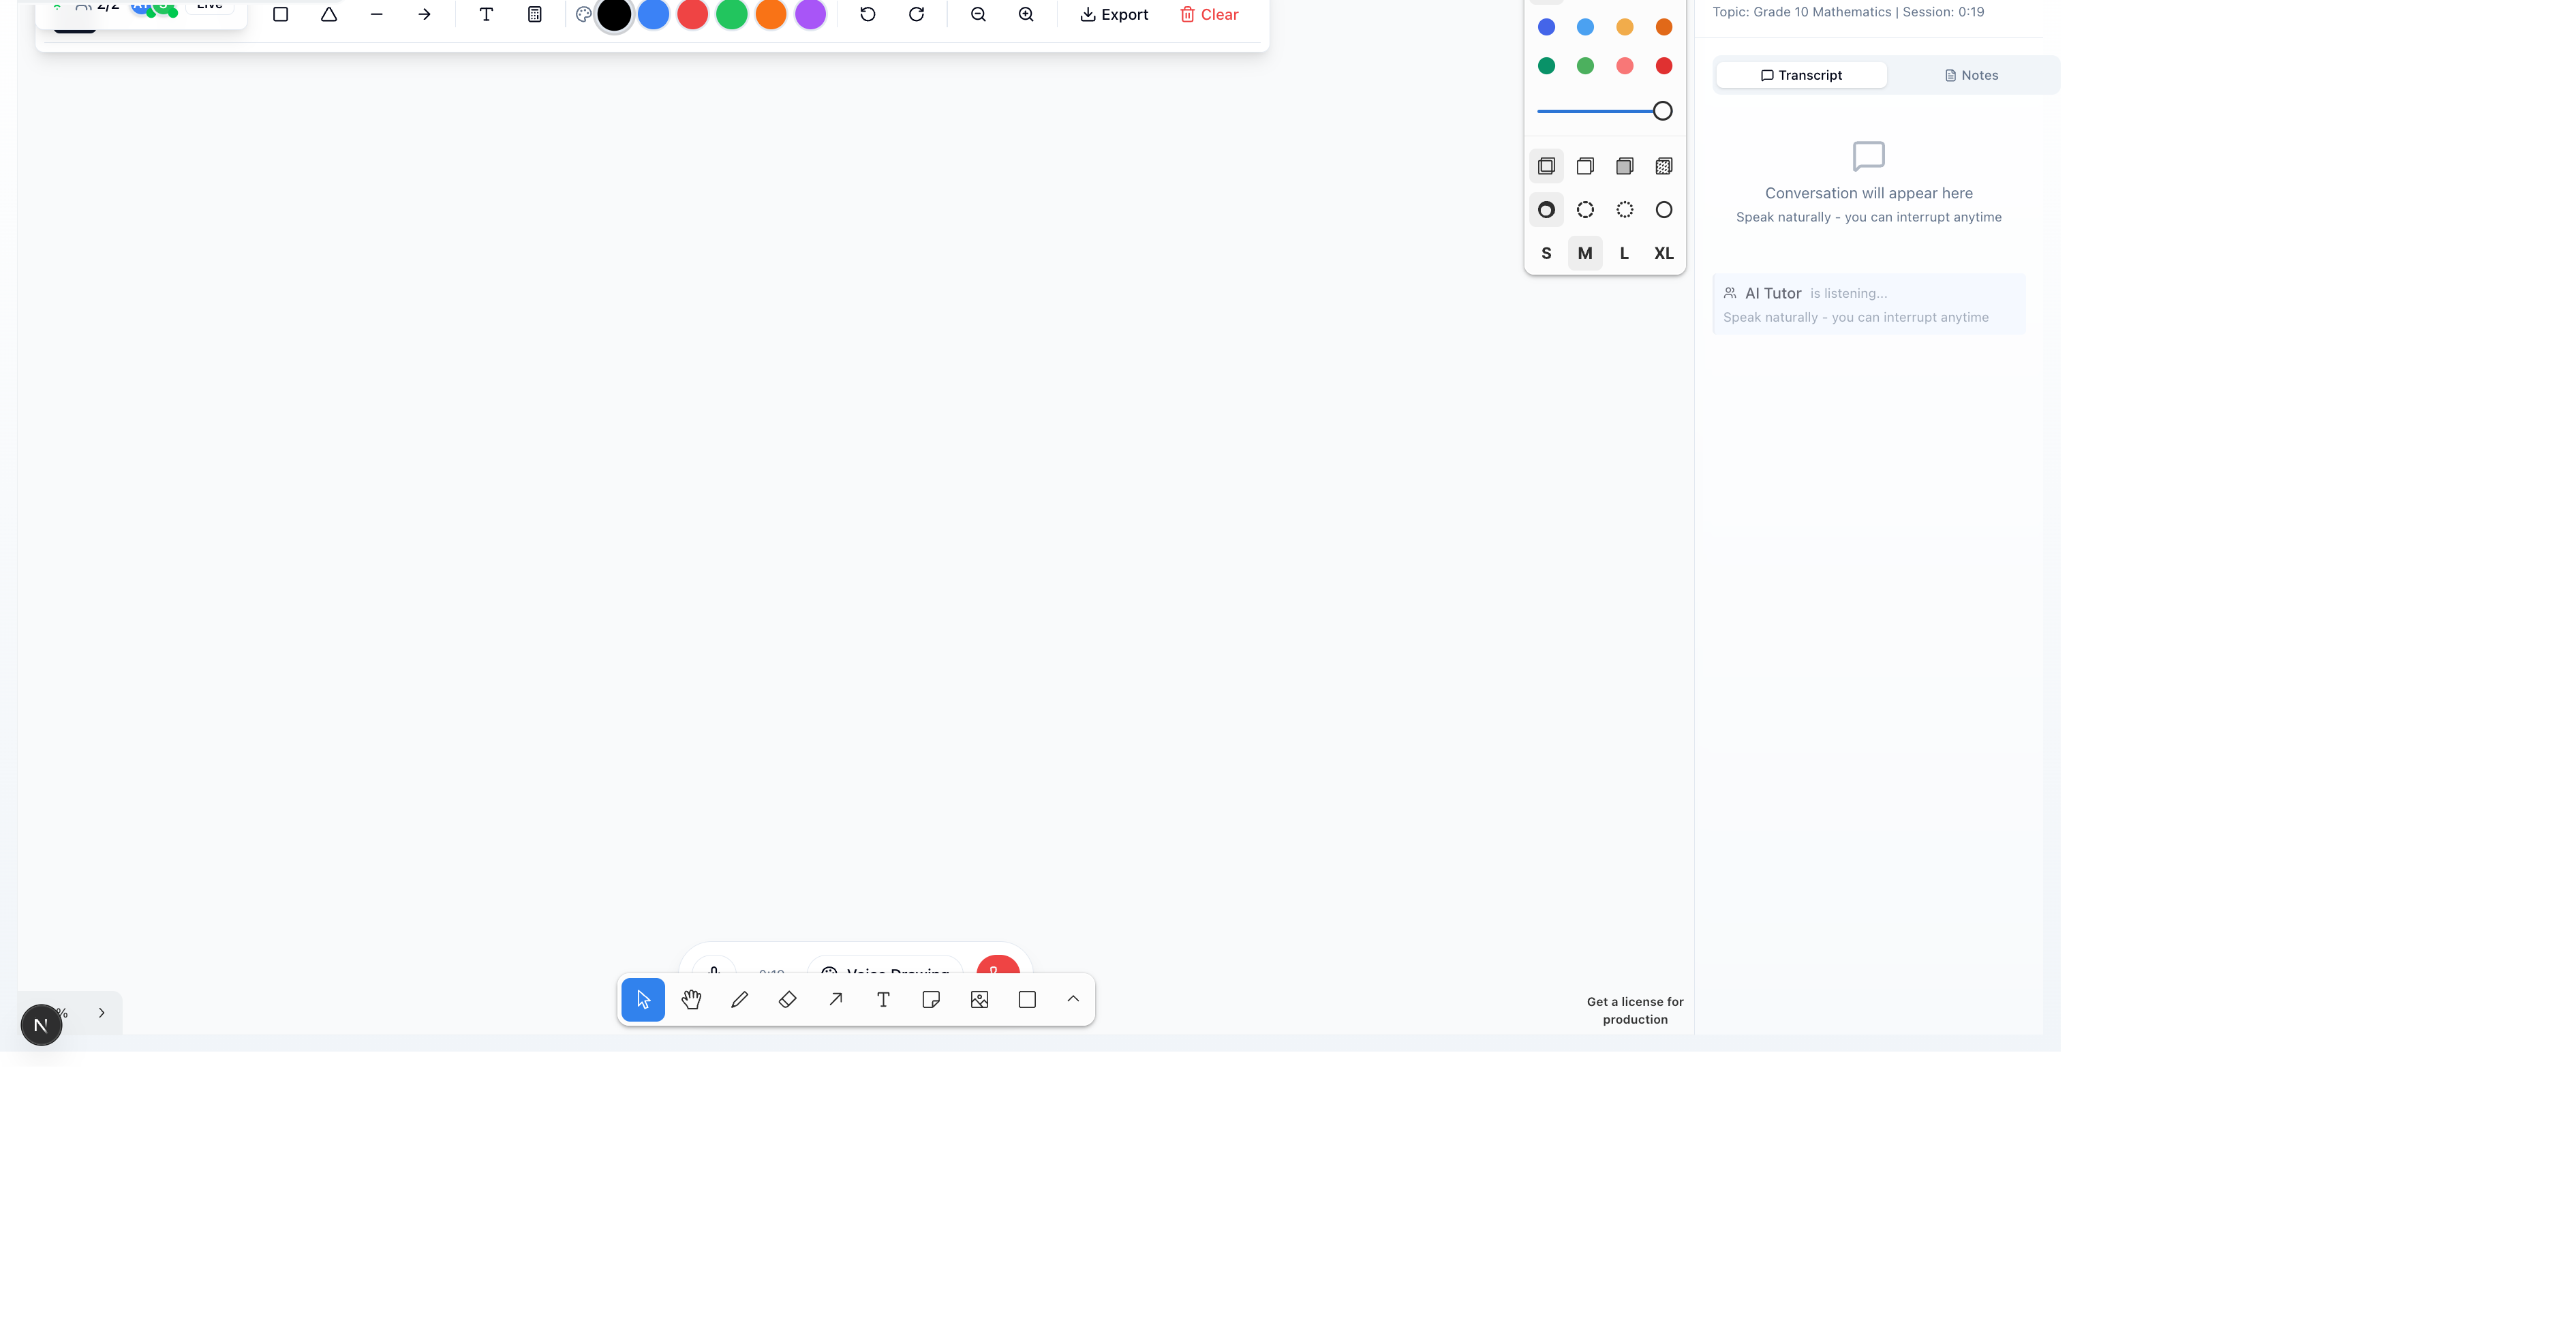 2/2
Live
Export
Clear
Topic: Grade 10 Mathematics | Session: 0:19
Transcript
Notes
Conversation will appear here
Speak naturally - you can interrupt anytime
S
M
L
XL
AI Tutor is listening...
Speak naturally - you can interrupt anytime
0:19
Voice Drawing
Get a license for
production
%
N